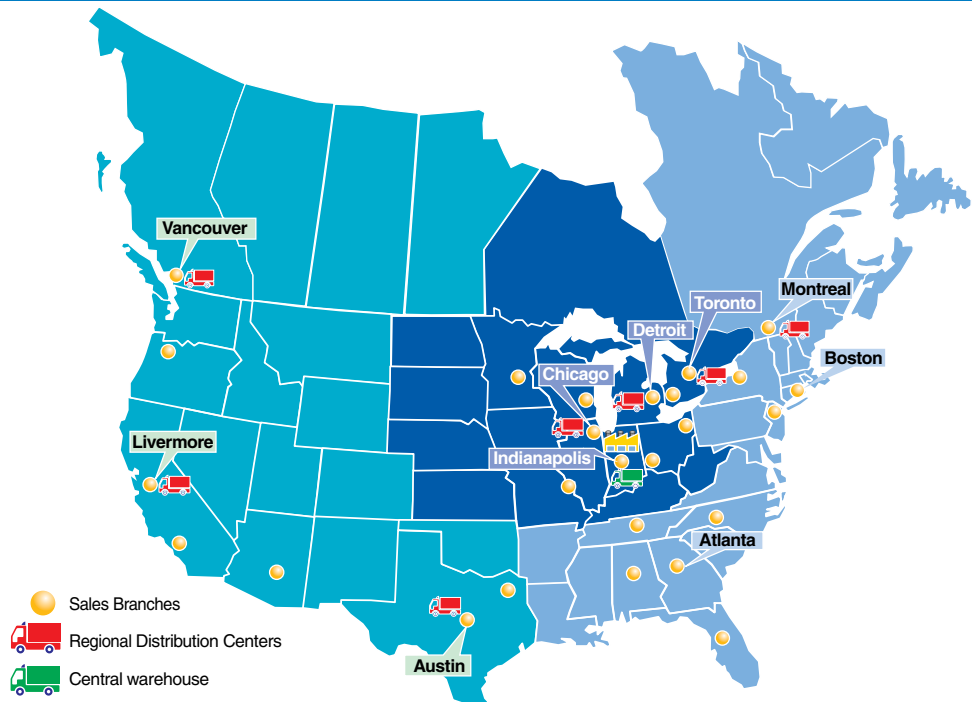 Vancouver
Montreal
Toronto
Detroit
Boston
Chicago
Livermore
Indianapolis
Atlanta
Sales Branches
Regional Distribution Centers
Austin
Central warehouse